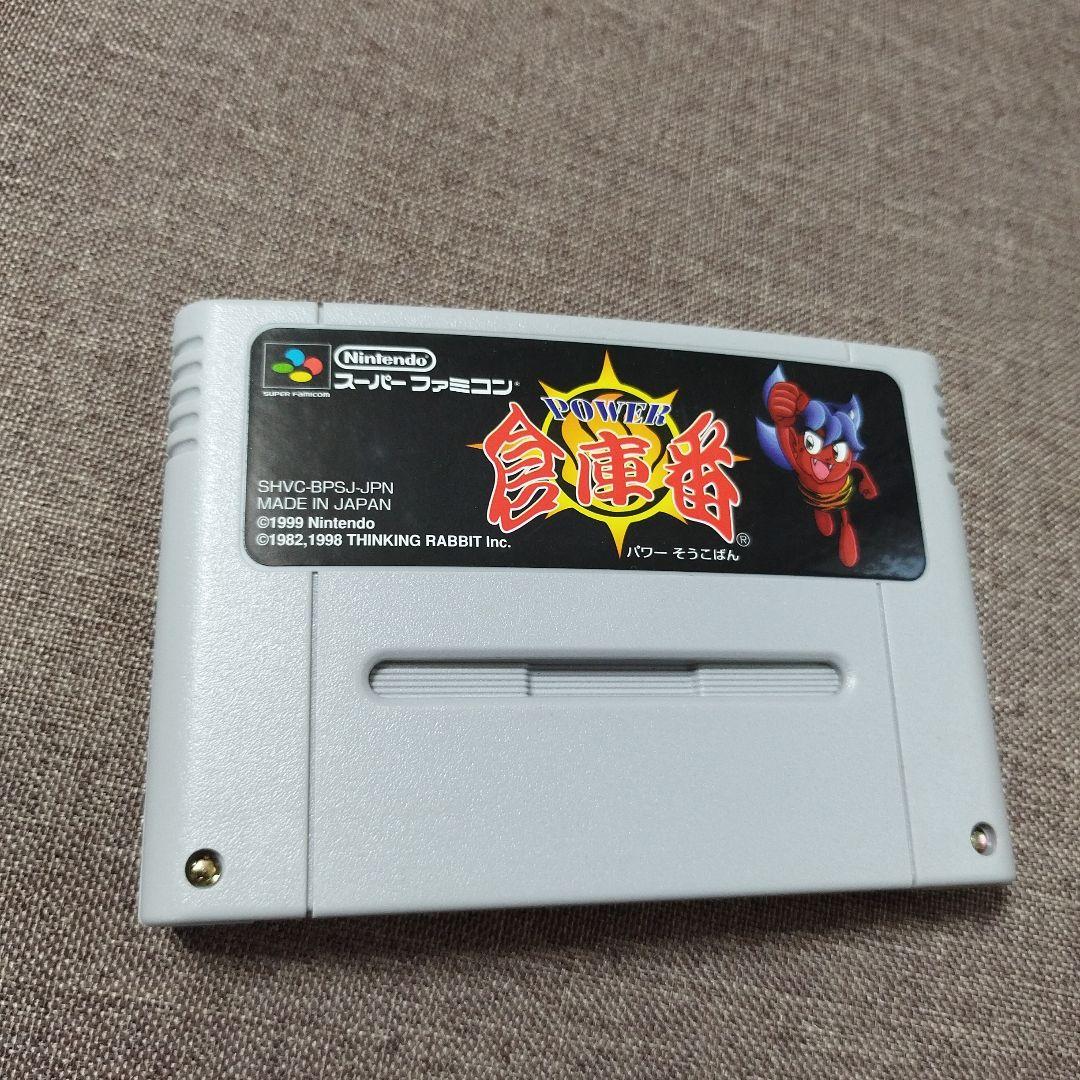 Nintendo
スーパーファミコン®
SUPER Famicom
POWER
倉庫番®
パワー そうこばん
SHVC-BPSJ-JPN
MADE IN JAPAN
©1999 Nintendo
©1982,1998 THINKING RABBIT Inc.